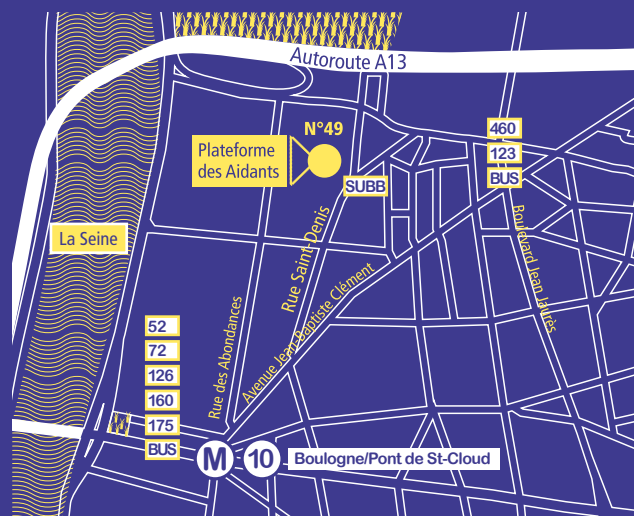 Autoroute A13
N°49
Plateforme
des Aidants
460
123
BUS
SUBB
La Seine
Rue Saint-Denis
Boulevard Jean Jaurès
Avenue Jean-Baptiste Clément
Rue des Abondances
52
72
126
160
175
BUS
M 10 Boulogne/Pont de St-Cloud